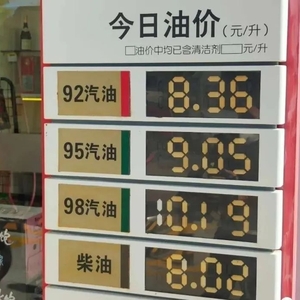 今日油价(元/升)
□油价中均已含清洁剂□□元/升
92汽油 8.36
95汽油 9.05
98汽油 10.19
柴油 8.02